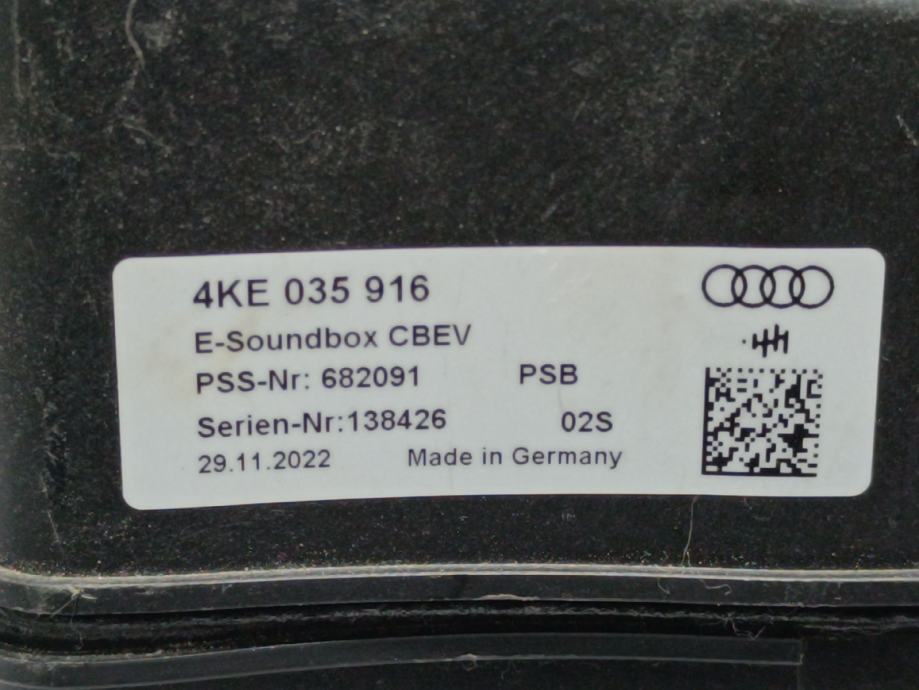 4KE 035 916
E-Soundbox CBEV
PSS-Nr: 682091 PSB
Serien-Nr:138426 02S
29.11.2022 Made in Germany